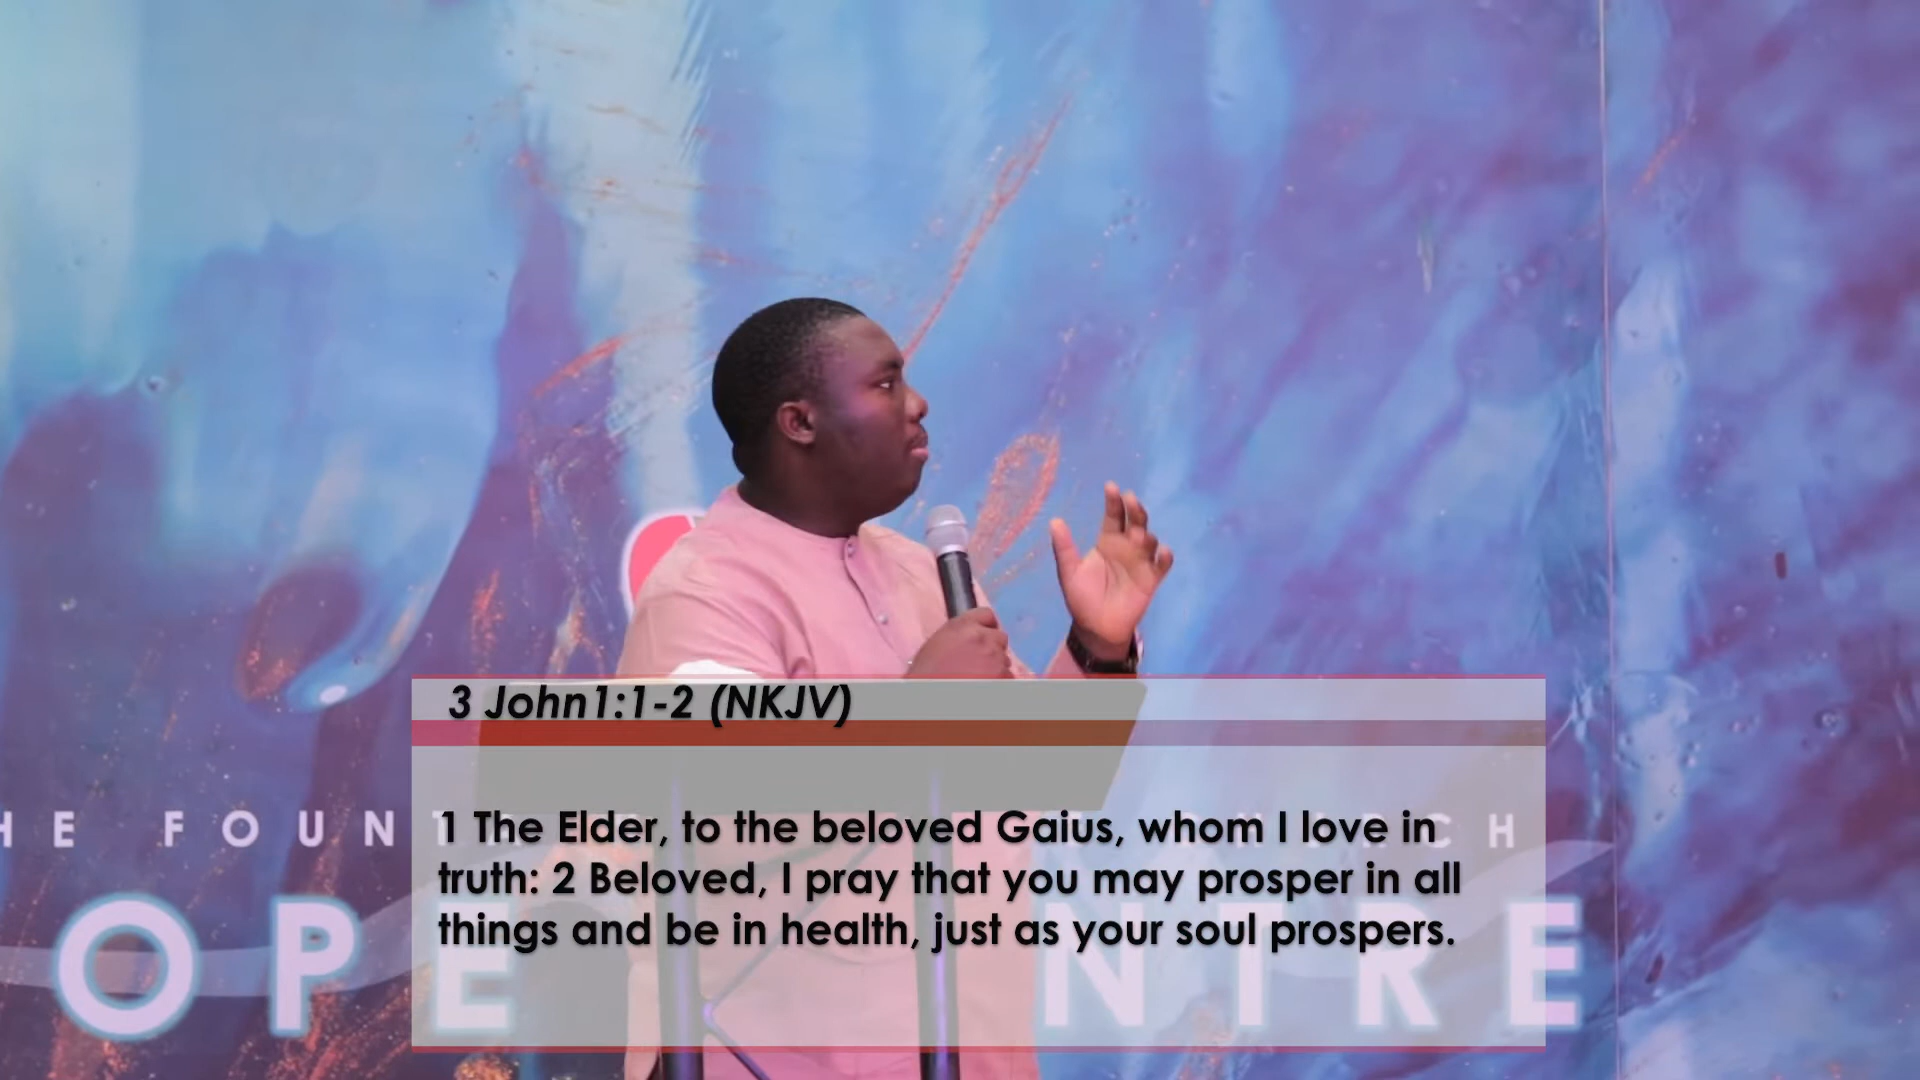 3 John1:1-2 (NKJV)
1 The Elder, to the beloved Gaius, whom I love in
truth: 2 Beloved, I pray that you may prosper in all
things and be in health, just as your soul prospers.